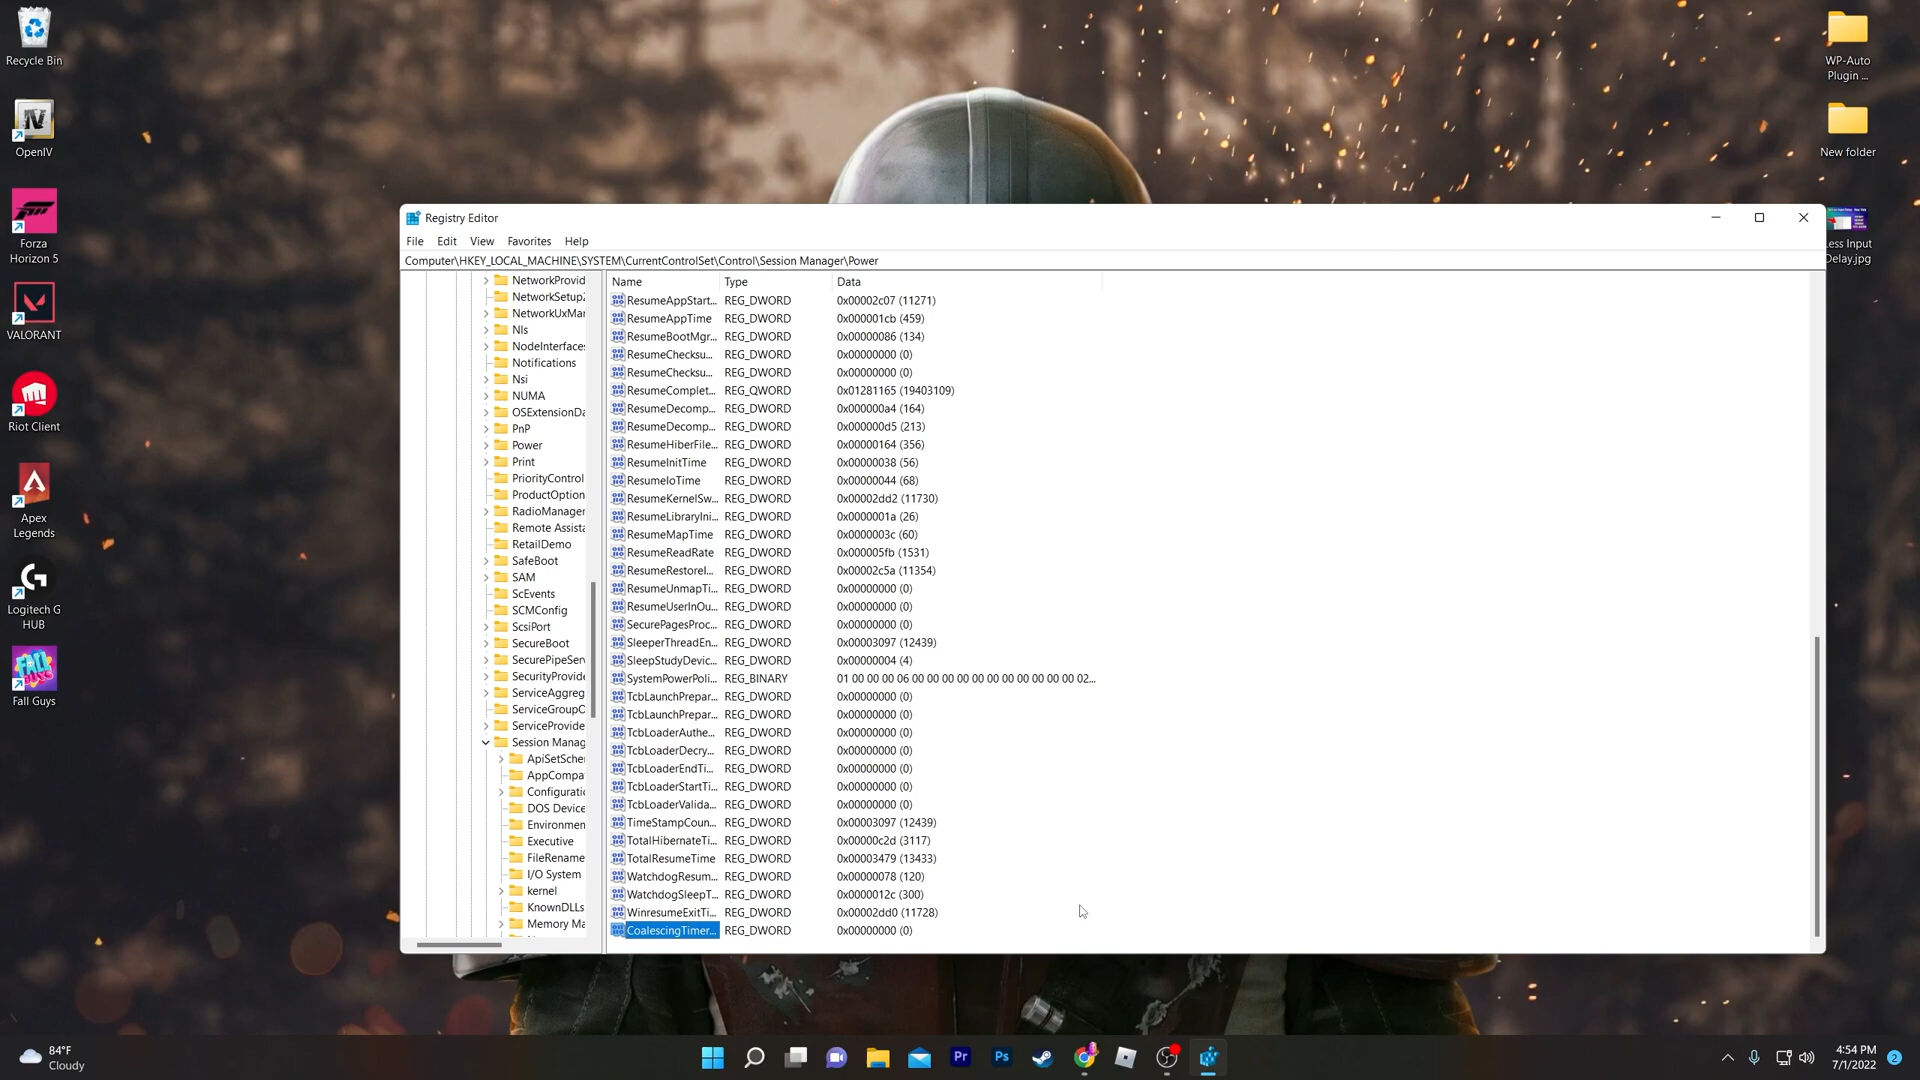 Recycle Bin
OpenIV
Forza
Horizon 5
VALORANT
Riot Client
Apex
Legends
Logitech G
HUB
Fall Guys
WP-Auto
Plugin ...
New folder
Less Input
Delay.jpg
Registry Editor
File Edit View Favorites Help
Computer\HKEY_LOCAL_MACHINE\SYSTEM\CurrentControlSet\Control\Session Manager\Power
NetworkProvid
NetworkSetup2
NetworkUxMar
Nls
NodeInterfaces
Notifications
Nsi
NUMA
OSExtensionDa
PnP
Power
Print
PriorityControl
ProductOption
RadioManager
Remote Assista
RetailDemo
SafeBoot
SAM
ScEvents
SCMConfig
ScsiPort
SecureBoot
SecurePipeServ
SecurityProvide
ServiceAggreg
ServiceGroupO
ServiceProvide
Session Manag
ApiSetSche
AppCompa
Configuratio
DOS Device
Environmen
Executive
FileRename
I/O System
kernel
KnownDLLs
Memory Ma
Name Type Data
ResumeAppStart... REG_DWORD 0x00002c07 (11271)
ResumeAppTime REG_DWORD 0x000001cb (459)
ResumeBootMgr... REG_DWORD 0x00000086 (134)
ResumeChecksu... REG_DWORD 0x00000000 (0)
ResumeChecksu... REG_DWORD 0x00000000 (0)
ResumeComplet... REG_QWORD 0x01281165 (19403109)
ResumeDecomp... REG_DWORD 0x000000a4 (164)
ResumeDecomp... REG_DWORD 0x000000d5 (213)
ResumeHiberFile... REG_DWORD 0x00000164 (356)
ResumeInitTime REG_DWORD 0x00000038 (56)
ResumeIoTime REG_DWORD 0x00000044 (68)
ResumeKernelSw... REG_DWORD 0x00002dd2 (11730)
ResumeLibraryIni... REG_DWORD 0x0000001a (26)
ResumeMapTime REG_DWORD 0x0000003c (60)
ResumeReadRate REG_DWORD 0x000005fb (1531)
ResumeRestoreI... REG_DWORD 0x00002c5a (11354)
ResumeUnmapTi... REG_DWORD 0x00000000 (0)
ResumeUserInOu... REG_DWORD 0x00000000 (0)
SecurePagesProc... REG_DWORD 0x00000000 (0)
SleeperThreadEn... REG_DWORD 0x00003097 (12439)
SleepStudyDevic... REG_DWORD 0x00000004 (4)
SystemPowerPoli... REG_BINARY 01 00 00 00 06 00 00 00 00 00 00 00 00 00 00 00 02...
TcbLaunchPrepar... REG_DWORD 0x00000000 (0)
TcbLaunchPrepar... REG_DWORD 0x00000000 (0)
TcbLoaderAuthe... REG_DWORD 0x00000000 (0)
TcbLoaderDecry... REG_DWORD 0x00000000 (0)
TcbLoaderEndTi... REG_DWORD 0x00000000 (0)
TcbLoaderStartTi... REG_DWORD 0x00000000 (0)
TcbLoaderValida... REG_DWORD 0x00000000 (0)
TimeStampCoun... REG_DWORD 0x00003097 (12439)
TotalHibernateTi... REG_DWORD 0x00000c2d (3117)
TotalResumeTime REG_DWORD 0x00003479 (13433)
WatchdogResum... REG_DWORD 0x00000078 (120)
WatchdogSleepT... REG_DWORD 0x0000012c (300)
WinresumeExitTi... REG_DWORD 0x00002dd0 (11728)
CoalescingTimer... REG_DWORD 0x00000000 (0)
84°F
Cloudy
Pr
Ps
4:54 PM
7/1/2022
2